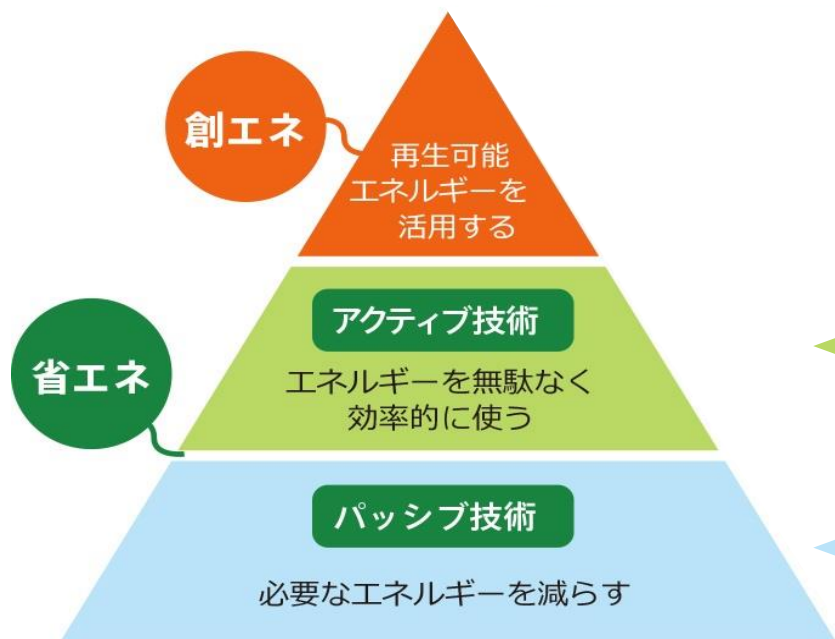 創エネ
再生可能
エネルギーを
活用する
アクティブ技術
省エネ
エネルギーを無駄なく
効率的に使う
パッシブ技術
必要なエネルギーを減らす